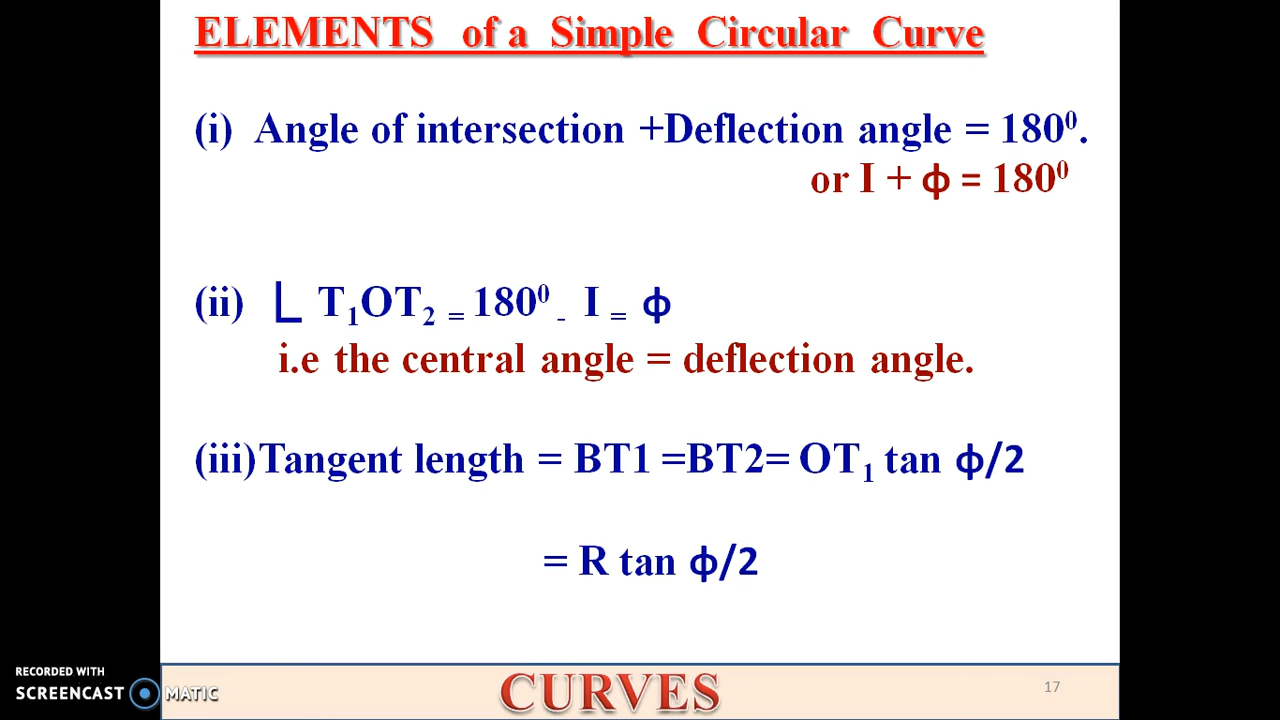 ELEMENTS of a Simple Circular Curve
(i) Angle of intersection +Deflection angle = 180⁰.
or I + ϕ = 180⁰
(ii) L T₁OT₂ = 180⁰ - I = ϕ
i.e the central angle = deflection angle.
(iii)Tangent length = BT1 =BT2= OT₁ tan ϕ/2
= R tan ϕ/2
RECORDED WITH
SCREENCAST MATIC
CURVES
17